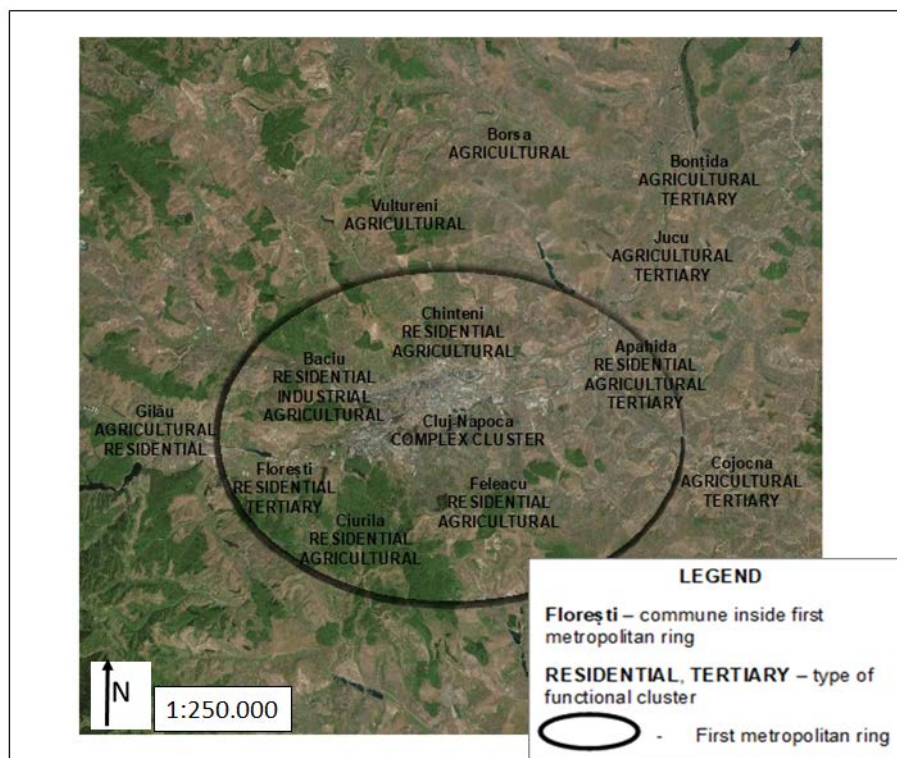 Borsa
AGRICULTURAL
Bonțida
AGRICULTURAL
TERTIARY
Vultureni
AGRICULTURAL
Jucu
AGRICULTURAL
TERTIARY
Chinteni
RESIDENTIAL
AGRICULTURAL
Apahida
RESIDENTIAL
AGRICULTURAL
TERTIARY
Baciu
RESIDENTIAL
INDUSTRIAL
AGRICULTURAL
Gilău
AGRICULTURAL
RESIDENTIAL
Cluj-Napoca
COMPLEX CLUSTER
Florești
RESIDENTIAL
TERTIARY
Feleacu
RESIDENTIAL
AGRICULTURAL
Cojocna
AGRICULTURAL
TERTIARY
Ciurila
RESIDENTIAL
AGRICULTURAL
LEGEND
Florești – commune inside first
metropolitan ring
RESIDENTIAL, TERTIARY – type of
functional cluster
- First metropolitan ring
N
1:250.000